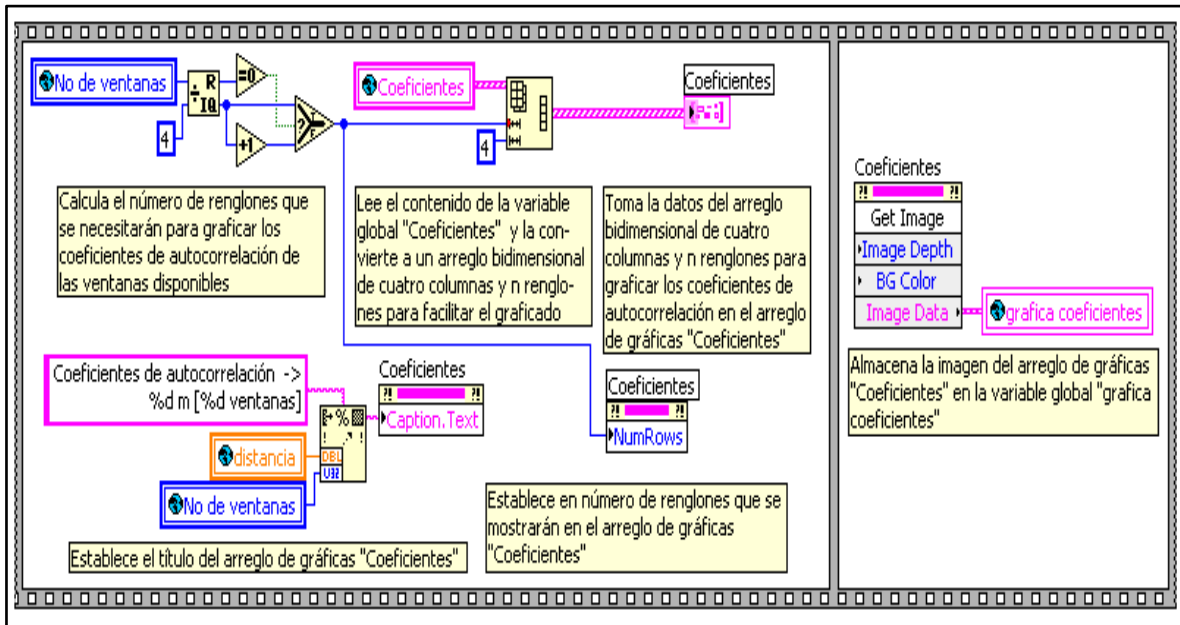 No de ventanas
R
IQ
=0
4
+1
?
T
F
Coeficientes
4
Coeficientes
Calcula el número de renglones que
se necesitarán para graficar los
coeficientes de autocorrelación de
las ventanas disponibles
Lee el contenido de la variable
global "Coeficientes" y la con-
vierte a un arreglo bidimensional
de cuatro columnas y n renglo-
nes para facilitar el graficado
Toma la datos del arreglo
bidimensional de cuatro
columnas y n renglones para
graficar los coeficientes de
autocorrelación en el arreglo
de gráficas "Coeficientes"
Coeficientes de autocorrelación ->
%d m [%d ventanas]
distancia
No de ventanas
%
DBL
U32
Coeficientes
?! ?!
Caption.Text
Coeficientes
?! ?!
NumRows
Establece el título del arreglo de gráficas "Coeficientes"
Establece en número de renglones que se
mostrarán en el arreglo de gráficas
"Coeficientes"
Coeficientes
?! ?!
Get Image
Image Depth
BG Color
Image Data
grafica coeficientes
Almacena la imagen del arreglo de gráficas
"Coeficientes" en la variable global "grafica
coeficientes"